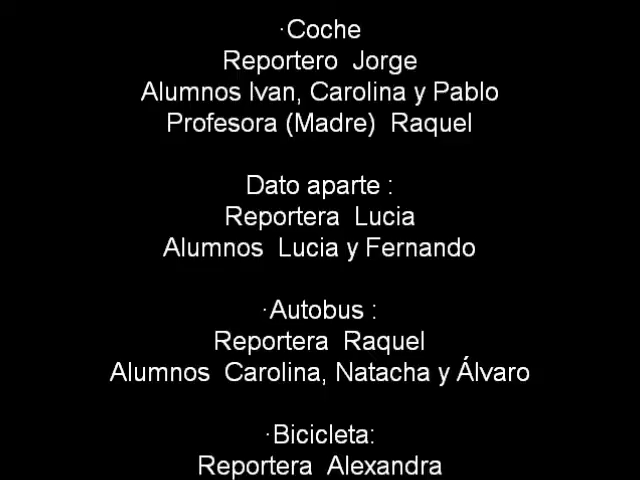 ·Coche
Reportero  Jorge
Alumnos Ivan, Carolina y Pablo
Profesora (Madre)  Raquel
Dato aparte :
Reportera  Lucia
Alumnos  Lucia y Fernando
·Autobus :
Reportera  Raquel
Alumnos  Carolina, Natacha y Álvaro
·Bicicleta:
Reportera  Alexandra